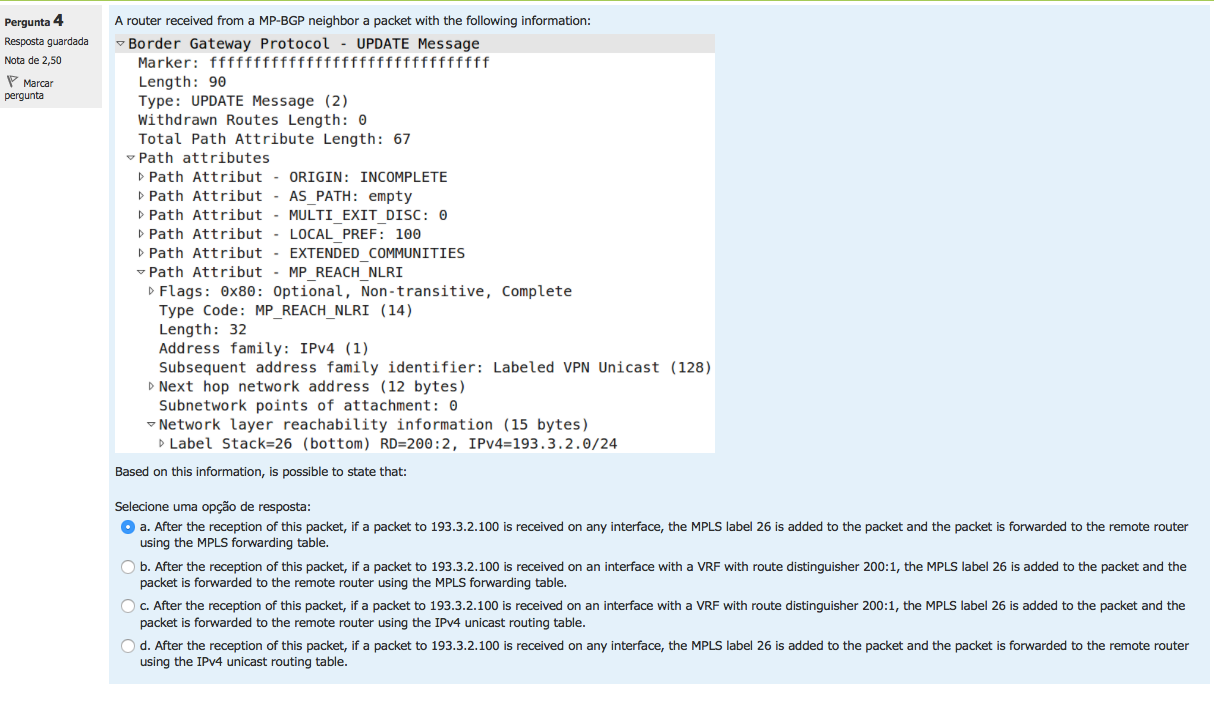 Pergunta 4
Resposta guardada
Nota de 2,50
Marcar
pergunta
A router received from a MP-BGP neighbor a packet with the following information:
Border Gateway Protocol - UPDATE Message
Marker: ffffffffffffffffffffffffffffffff
Length: 90
Type: UPDATE Message (2)
Withdrawn Routes Length: 0
Total Path Attribute Length: 67
Path attributes
Path Attribut - ORIGIN: INCOMPLETE
Path Attribut - AS_PATH: empty
Path Attribut - MULTI_EXIT_DISC: 0
Path Attribut - LOCAL_PREF: 100
Path Attribut - EXTENDED_COMMUNITIES
Path Attribut - MP_REACH_NLRI
Flags: 0x80: Optional, Non-transitive, Complete
Type Code: MP_REACH_NLRI (14)
Length: 32
Address family: IPv4 (1)
Subsequent address family identifier: Labeled VPN Unicast (128)
Next hop network address (12 bytes)
Subnetwork points of attachment: 0
Network layer reachability information (15 bytes)
Label Stack=26 (bottom) RD=200:2, IPv4=193.3.2.0/24
Based on this information, is possible to state that:
Selecione uma opção de resposta:
a. After the reception of this packet, if a packet to 193.3.2.100 is received on any interface, the MPLS label 26 is added to the packet and the packet is forwarded to the remote router
using the MPLS forwarding table.
b. After the reception of this packet, if a packet to 193.3.2.100 is received on an interface with a VRF with route distinguisher 200:1, the MPLS label 26 is added to the packet and the
packet is forwarded to the remote router using the MPLS forwarding table.
c. After the reception of this packet, if a packet to 193.3.2.100 is received on an interface with a VRF with route distinguisher 200:1, the MPLS label 26 is added to the packet and the
packet is forwarded to the remote router using the IPv4 unicast routing table.
d. After the reception of this packet, if a packet to 193.3.2.100 is received on any interface, the MPLS label 26 is added to the packet and the packet is forwarded to the remote router
using the IPv4 unicast routing table.